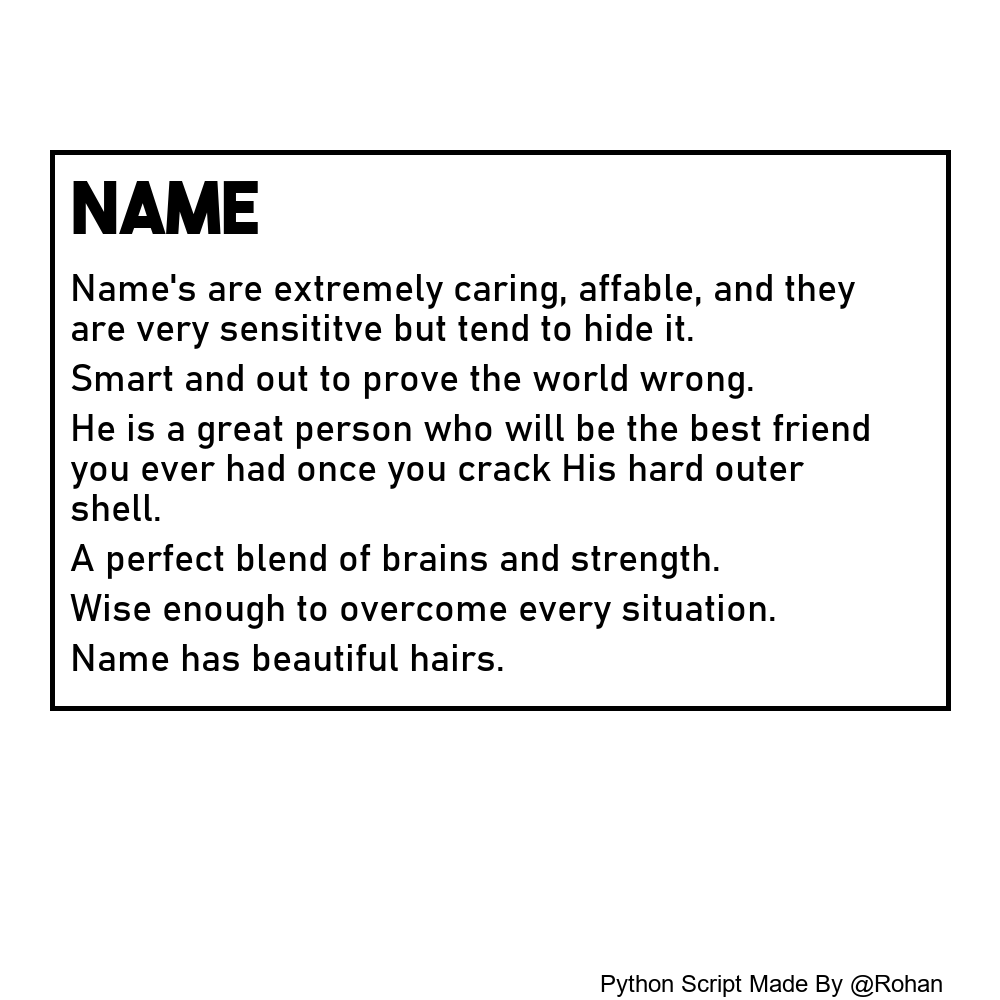 NAME
Name's are extremely caring, affable, and they
are very sensititve but tend to hide it.
Smart and out to prove the world wrong.
He is a great person who will be the best friend
you ever had once you crack His hard outer
shell.
A perfect blend of brains and strength.
Wise enough to overcome every situation.
Name has beautiful hairs.
Python Script Made By @Rohan